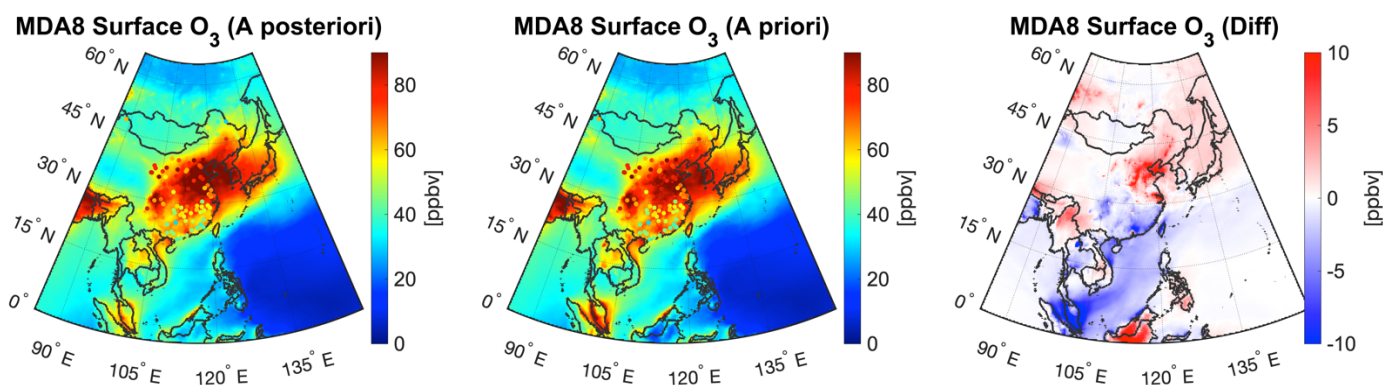 MDA8 Surface O₃ (A posteriori)
60° N
45° N
30° N
15° N
0°
90° E
105° E
120° E
135° E
80
60
40
20
0
[ppbv]
MDA8 Surface O₃ (A priori)
60° N
45° N
30° N
15° N
0°
90° E
105° E
120° E
135° E
80
60
40
20
0
[ppbv]
MDA8 Surface O₃ (Diff)
60° N
45° N
30° N
15° N
0°
90° E
105° E
120° E
135° E
10
5
0
-5
-10
[ppbv]